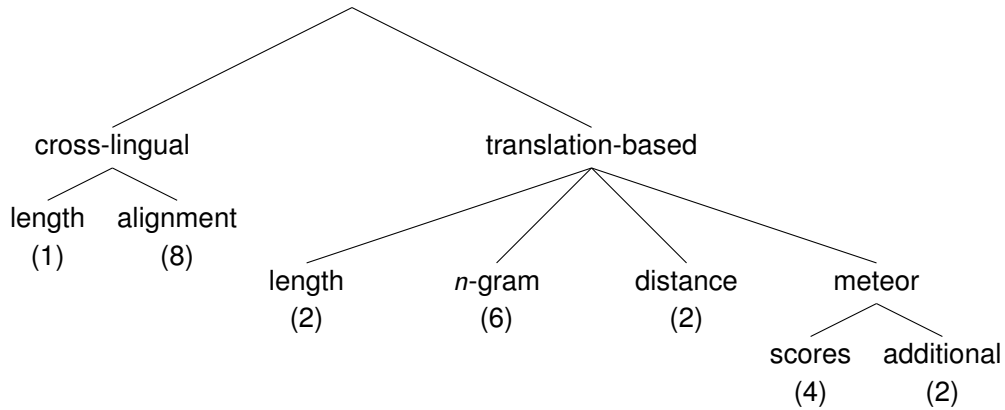 cross-lingual translation-based
length alignment
(1) (8)
length n-gram distance meteor
(2) (6) (2)
scores additional
(4) (2)